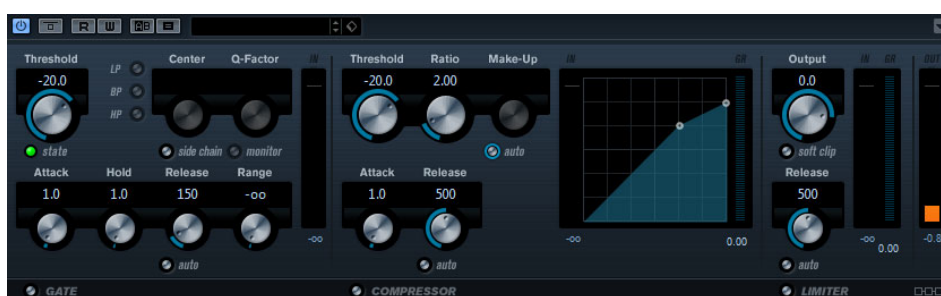 R W AB
Threshold Center Q-Factor IN Threshold Ratio Make-Up IN GR Output IN GR OUT
-20.0 LP -20.0 2.00 0.0
BP
HP
state side chain monitor auto soft clip
Attack Hold Release Range Attack Release Release
1.0 1.0 150 -oo 1.0 500 500
-oo -oo 0.00 -oo 0.00 -0.8
auto auto auto
GATE COMPRESSOR LIMITER